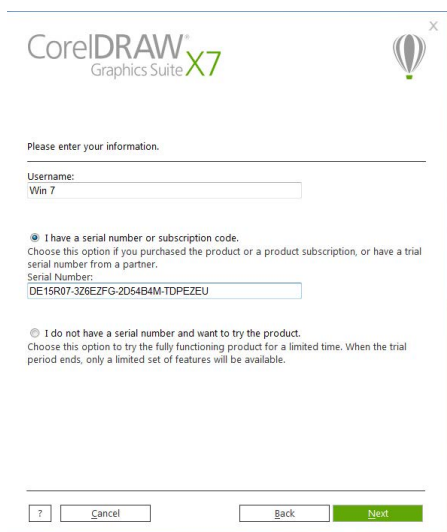 CorelDRAW®
Graphics Suite X7
X
Please enter your information.
Username:
Win 7
I have a serial number or subscription code.
Choose this option if you purchased the product or a product subscription, or have a trial
serial number from a partner.
Serial Number:
DE15R07-3Z6EZFG-2D54B4M-TDPEZEU
I do not have a serial number and want to try the product.
Choose this option to try the fully functioning product for a limited time. When the trial
period ends, only a limited set of features will be available.
? Cancel Back Next